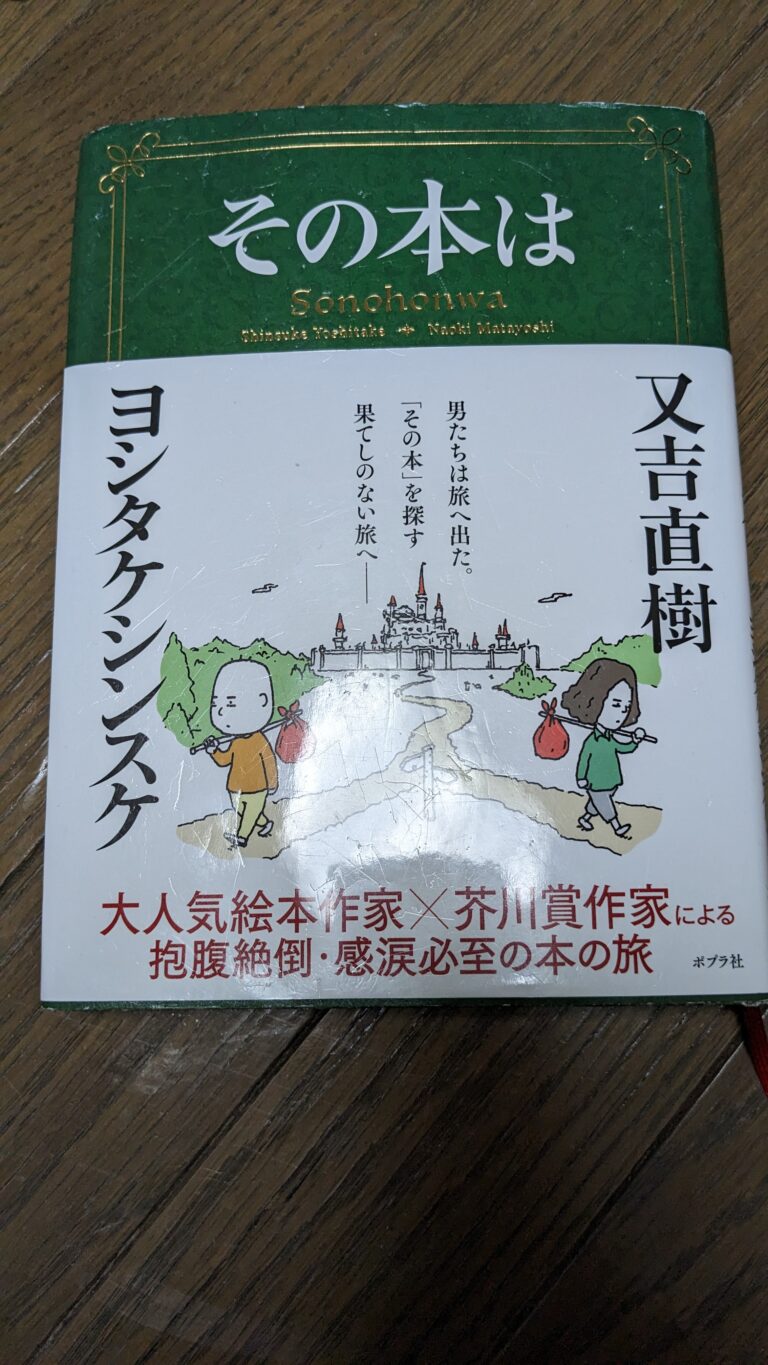 その本は
Sonohonwa
Shinsuke Yoshitake Naoki Matayoshi
又吉直樹
男たちは旅へ出た。
「その本」を探す
果てしのない旅へ──
ヨシタケシンスケ
大人気絵本作家×芥川賞作家による
抱腹絶倒・感涙必至の本の旅
ポプラ社